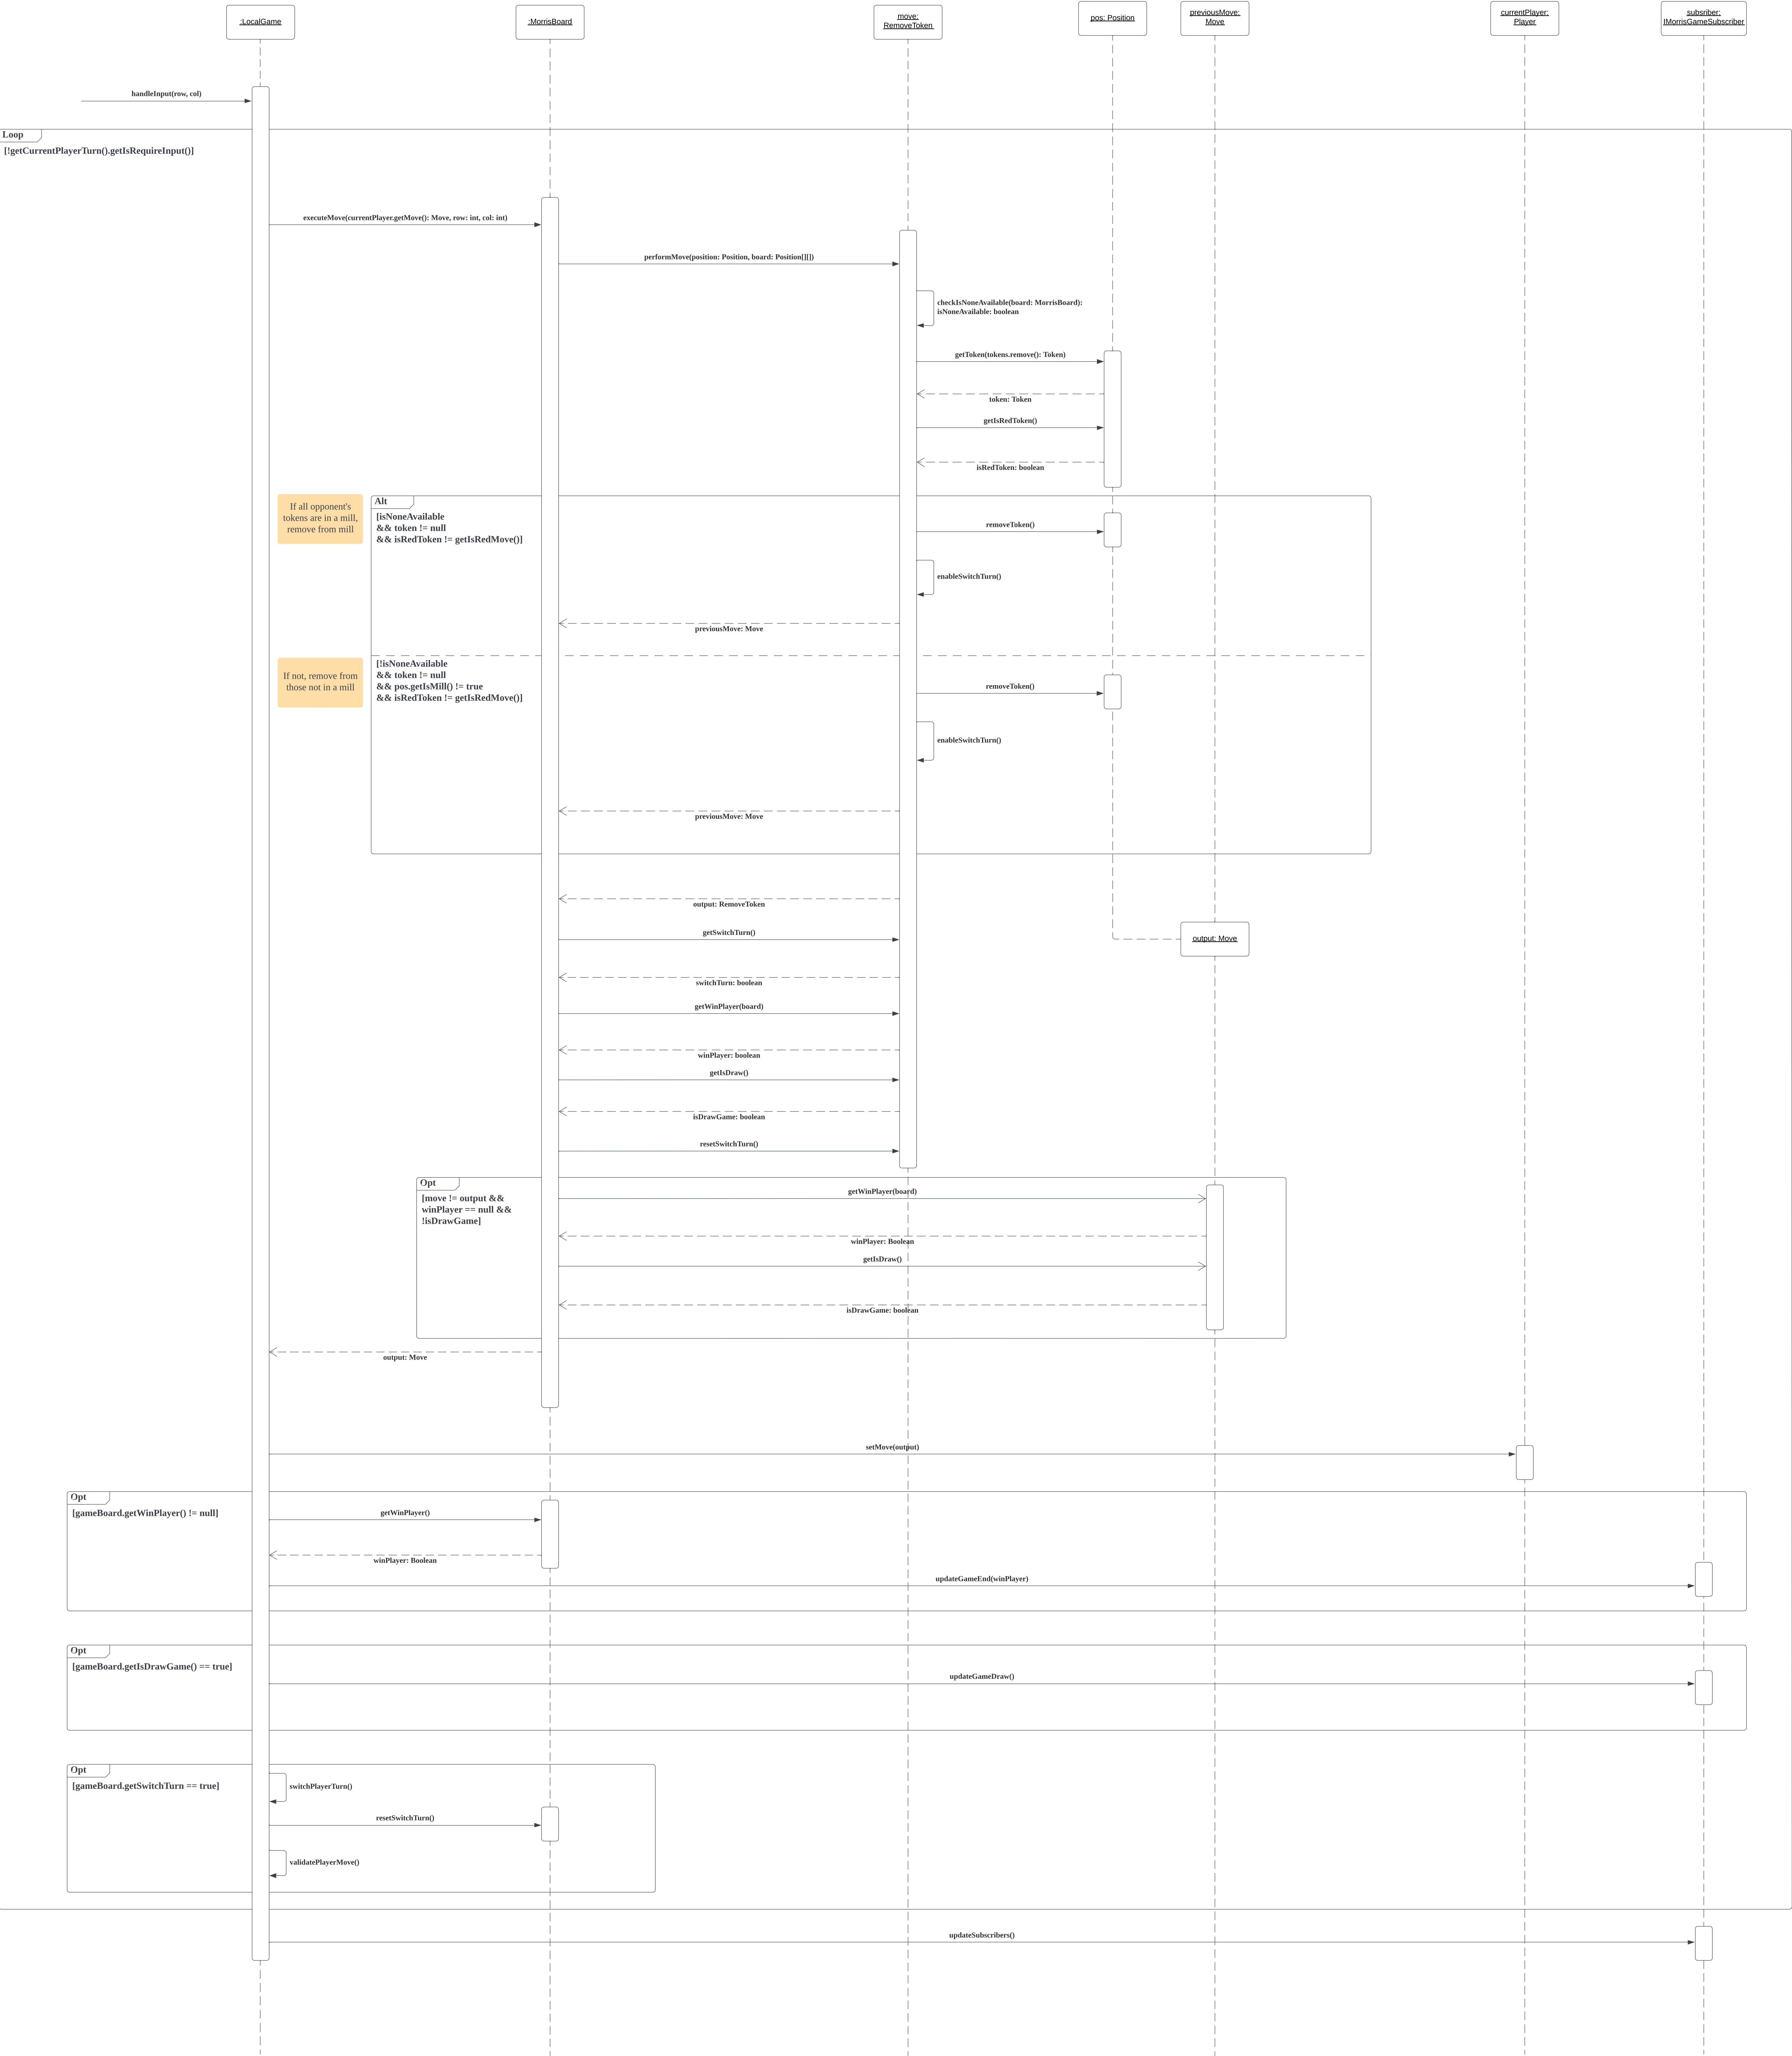 :LocalGame
:MorrisBoard
move:
RemoveToken
pos: Position
previousMove:
Move
currentPlayer:
Player
subsriber:
IMorrisGameSubscriber
handleInput(row, col)
Loop
[!getCurrentPlayerTurn().getIsRequireInput()]
executeMove(currentPlayer.getMove(): Move, row: int, col: int)
performMove(position: Position, board: Position[][])
checkIsNoneAvailable(board: MorrisBoard):
isNoneAvailable: boolean
getToken(tokens.remove(): Token)
token: Token
getIsRedToken()
isRedToken: boolean
If all opponent's
tokens are in a mill,
remove from mill
Alt
[isNoneAvailable
&& token != null
&& isRedToken != getIsRedMove()]
removeToken()
enableSwitchTurn()
previousMove: Move
If not, remove from
those not in a mill
[!isNoneAvailable
&& token != null
&& pos.getIsMill() != true
&& isRedToken != getIsRedMove()]
removeToken()
enableSwitchTurn()
previousMove: Move
output: RemoveToken
getSwitchTurn()
output: Move
switchTurn: boolean
getWinPlayer(board)
winPlayer: boolean
getIsDraw()
isDrawGame: boolean
resetSwitchTurn()
Opt
[move != output &&
winPlayer == null &&
!isDrawGame]
getWinPlayer(board)
winPlayer: Boolean
getIsDraw()
isDrawGame: boolean
output: Move
setMove(output)
Opt
[gameBoard.getWinPlayer() != null]
getWinPlayer()
winPlayer: Boolean
updateGameEnd(winPlayer)
Opt
[gameBoard.getIsDrawGame() == true]
updateGameDraw()
Opt
[gameBoard.getSwitchTurn == true]
switchPlayerTurn()
resetSwitchTurn()
validatePlayerMove()
updateSubscribers()